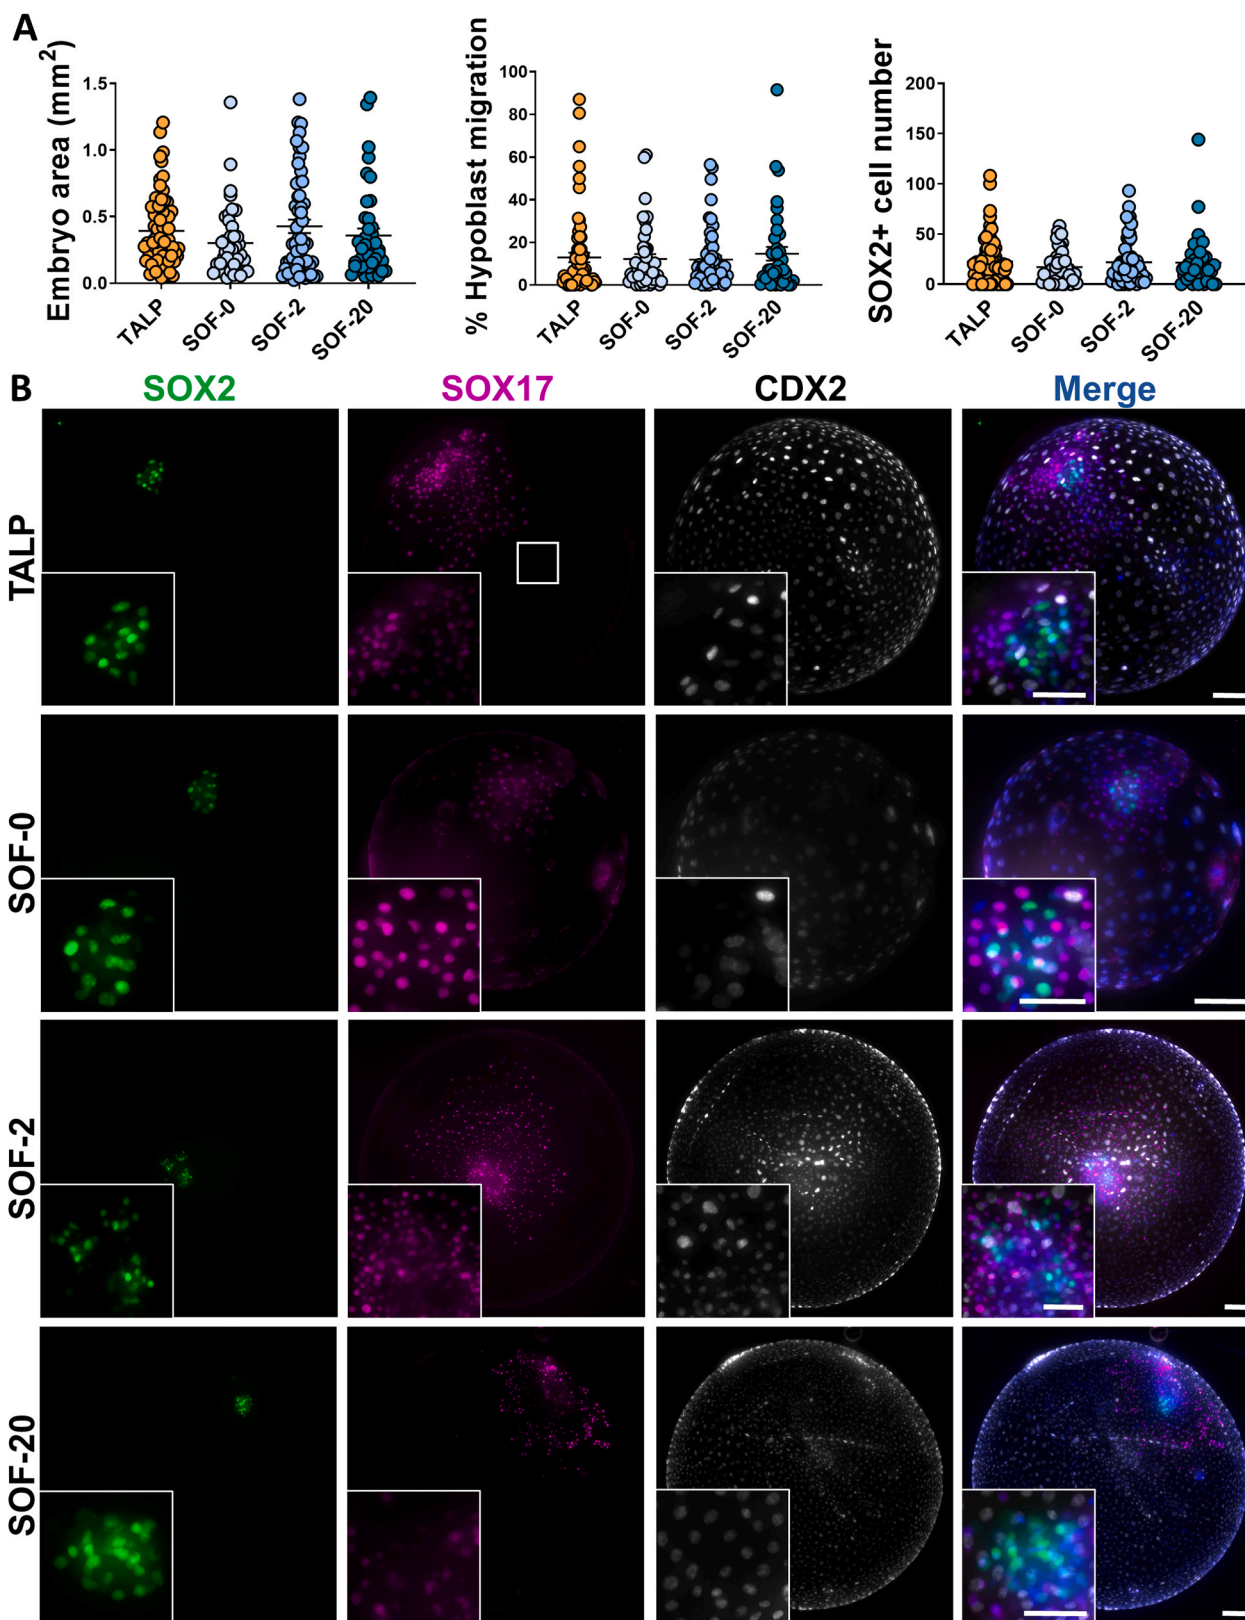 A
Embryo area (mm²)
1.5
1.0
0.5
0.0
TALP
SOF-0
SOF-2
SOF-20
% Hypoblast migration
100
80
60
40
20
0
TALP
SOF-0
SOF-2
SOF-20
SOX2+ cell number
200
150
100
50
0
TALP
SOF-0
SOF-2
SOF-20
B
SOX2 SOX17 CDX2 Merge
TALP
SOF-0
SOF-2
SOF-20